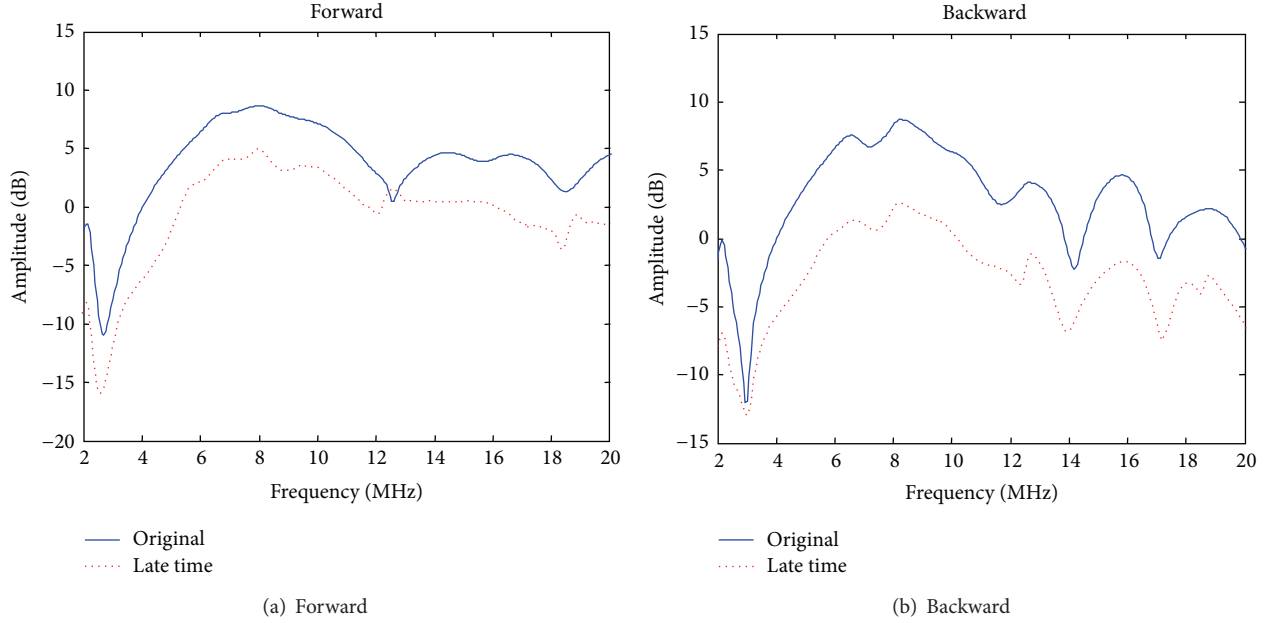 Forward
15
10
5
0
−5
−10
−15
−20
Amplitude (dB)
2 4 6 8 10 12 14 16 18 20
Frequency (MHz)
Original
Late time
(a) Forward
Backward
15
10
5
0
−5
−10
−15
Amplitude (dB)
2 4 6 8 10 12 14 16 18 20
Frequency (MHz)
Original
Late time
(b) Backward